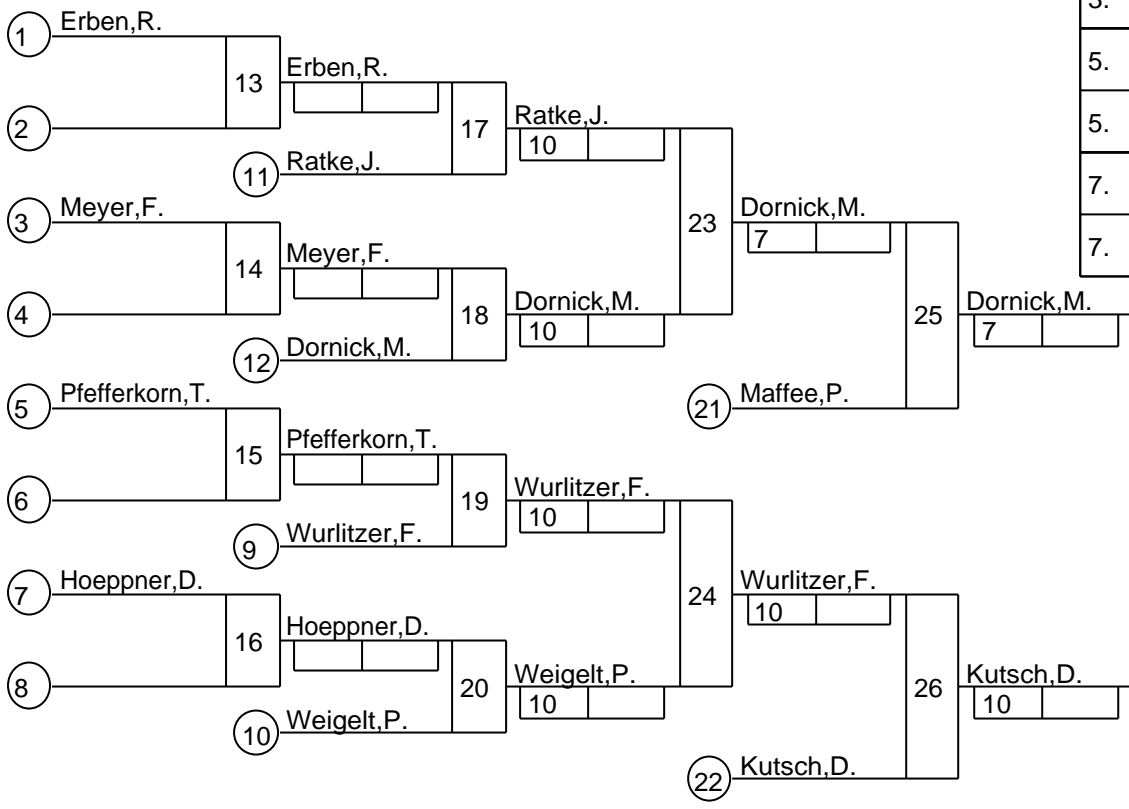 3.
1 Erben,R.
13 Erben,R.
5.
2
17 Ratke,J.
10
5.
11 Ratke,J.
7.
3 Meyer,F.
23 Dornick,M.
7
14 Meyer,F.
7.
4
18 Dornick,M.
10
25 Dornick,M.
7
12 Dornick,M.
5 Pfefferkorn,T.
21 Maffee,P.
15 Pfefferkorn,T.
6
19 Wurlitzer,F.
10
9 Wurlitzer,F.
7 Hoeppner,D.
24 Wurlitzer,F.
10
16 Hoeppner,D.
8
20 Weigelt,P.
10
26 Kutsch,D.
10
10 Weigelt,P.
22 Kutsch,D.